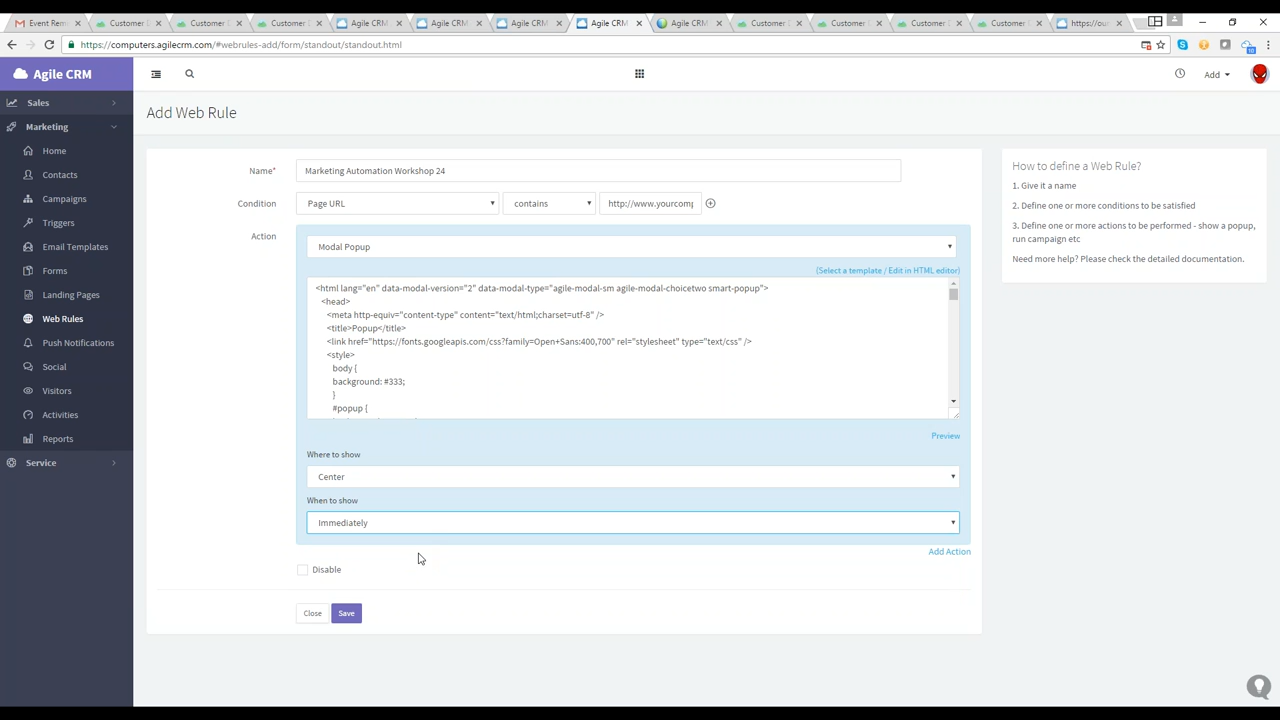 Event Rem
Customer
Customer
Customer
Agile CRM
Agile CRM
Agile CRM
Agile CRM
Agile CRM
Customer
Customer
Customer
Customer
https://our
https://computers.agilecrm.com/#webrules-add/form/standout/standout.html
Agile CRM
Add
Sales
Marketing
Home
Contacts
Campaigns
Triggers
Email Templates
Forms
Landing Pages
Web Rules
Push Notifications
Social
Visitors
Activities
Reports
Service
Add Web Rule
Name* Marketing Automation Workshop 24
Condition Page URL contains http://www.yourcomp
Action Modal Popup
(Select a template / Edit in HTML editor)
<html lang="en" data-modal-version="2" data-modal-type="agile-modal-sm agile-modal-choicetwo smart-popup">
<head>
<meta http-equiv="content-type" content="text/html;charset=utf-8" />
<title>Popup</title>
<link href="https://fonts.googleapis.com/css?family=Open+Sans:400,700" rel="stylesheet" type="text/css" />
<style>
body {
background: #333;
}
#popup {
Preview
Where to show
Center
When to show
Immediately
Add Action
Disable
Close Save
How to define a Web Rule?
1. Give it a name
2. Define one or more conditions to be satisfied
3. Define one or more actions to be performed - show a popup,
run campaign etc
Need more help? Please check the detailed documentation.